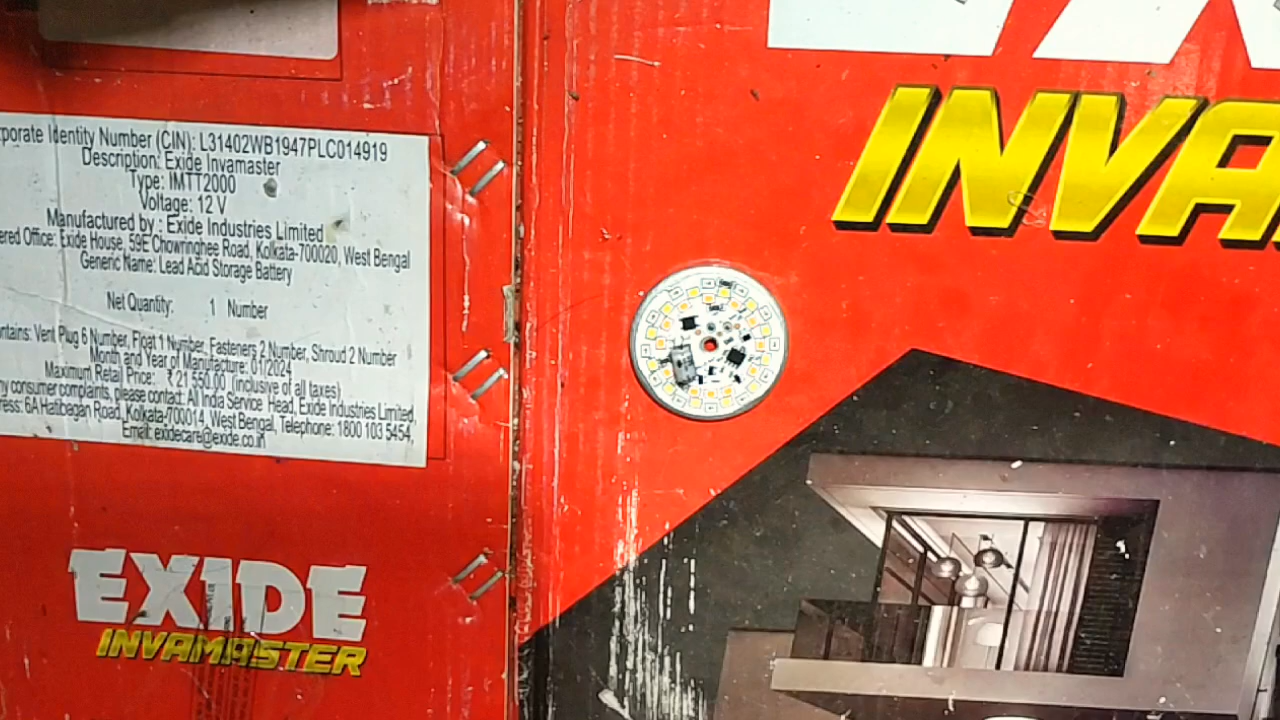 porate Identity Number (CIN): L31402WB1947PLC014919
Description: Exide Invamaster
Type: IMTT2000
Voltage: 12 V
Manufactured by : Exide Industries Limited
ered Office: Exide House, 59E Chowringhee Road, Kolkata-700020, West Bengal
Generic Name: Lead Acid Storage Battery
Net Quantity: 1 Number
ntains: Vent Plug 6 Number, Float 1 Number, Fasteners 2 Number, Shroud 2 Number
Month and Year of Manufacture: 01/2024
Maximum Retail Price: ₹ 21,550.00 (inclusive of all taxes)
ny consumer complaints, please contact: All India Service Head, Exide Industries Limited,
ress: 6A Hatibagan Road, Kolkata-700014, West Bengal, Telephone: 1800 103 5454,
Email: exidecare@exide.co.in
EXIDE
INVAMASTER
INVA